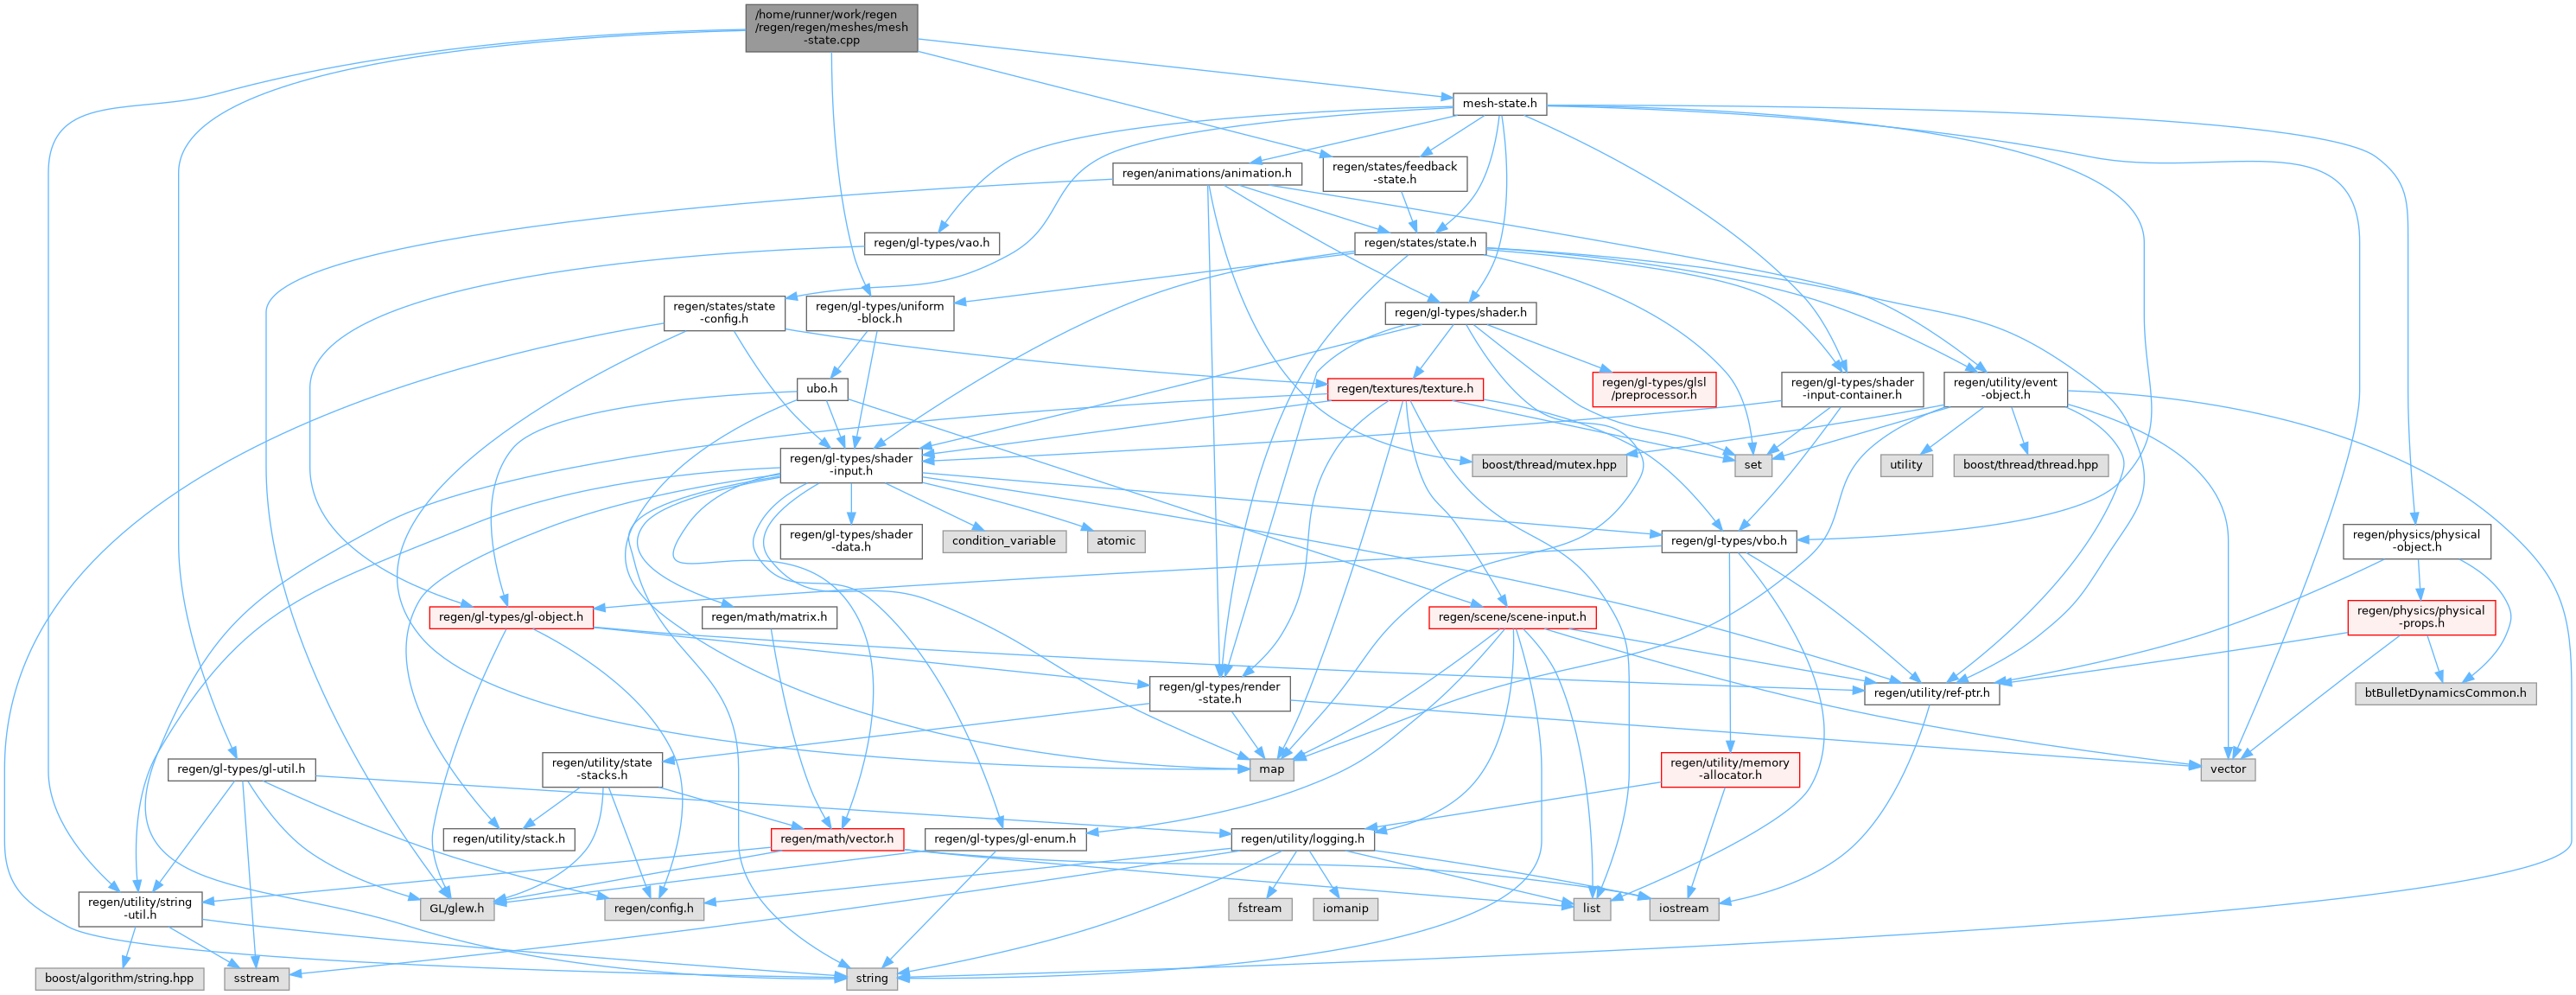 /home/runner/work/regen
/regen/regen/meshes/mesh
-state.cpp
mesh-state.h
regen/animations/animation.h
regen/states/feedback
-state.h
regen/gl-types/vao.h
regen/states/state.h
regen/states/state
-config.h
regen/gl-types/uniform
-block.h
regen/gl-types/shader.h
ubo.h
regen/textures/texture.h
regen/gl-types/glsl
/preprocessor.h
regen/gl-types/shader
-input-container.h
regen/utility/event
-object.h
regen/gl-types/shader
-input.h
boost/thread/mutex.hpp
set
utility
boost/thread/thread.hpp
regen/gl-types/shader
-data.h
condition_variable
atomic
regen/gl-types/vbo.h
regen/physics/physical
-object.h
regen/gl-types/gl-object.h
regen/math/matrix.h
regen/scene/scene-input.h
regen/physics/physical
-props.h
regen/gl-types/render
-state.h
regen/utility/ref-ptr.h
btBulletDynamicsCommon.h
regen/gl-types/gl-util.h
regen/utility/state
-stacks.h
map
regen/utility/memory
-allocator.h
vector
regen/utility/stack.h
regen/math/vector.h
regen/gl-types/gl-enum.h
regen/utility/logging.h
regen/utility/string
-util.h
GL/glew.h
regen/config.h
fstream
iomanip
list
iostream
boost/algorithm/string.hpp
sstream
string